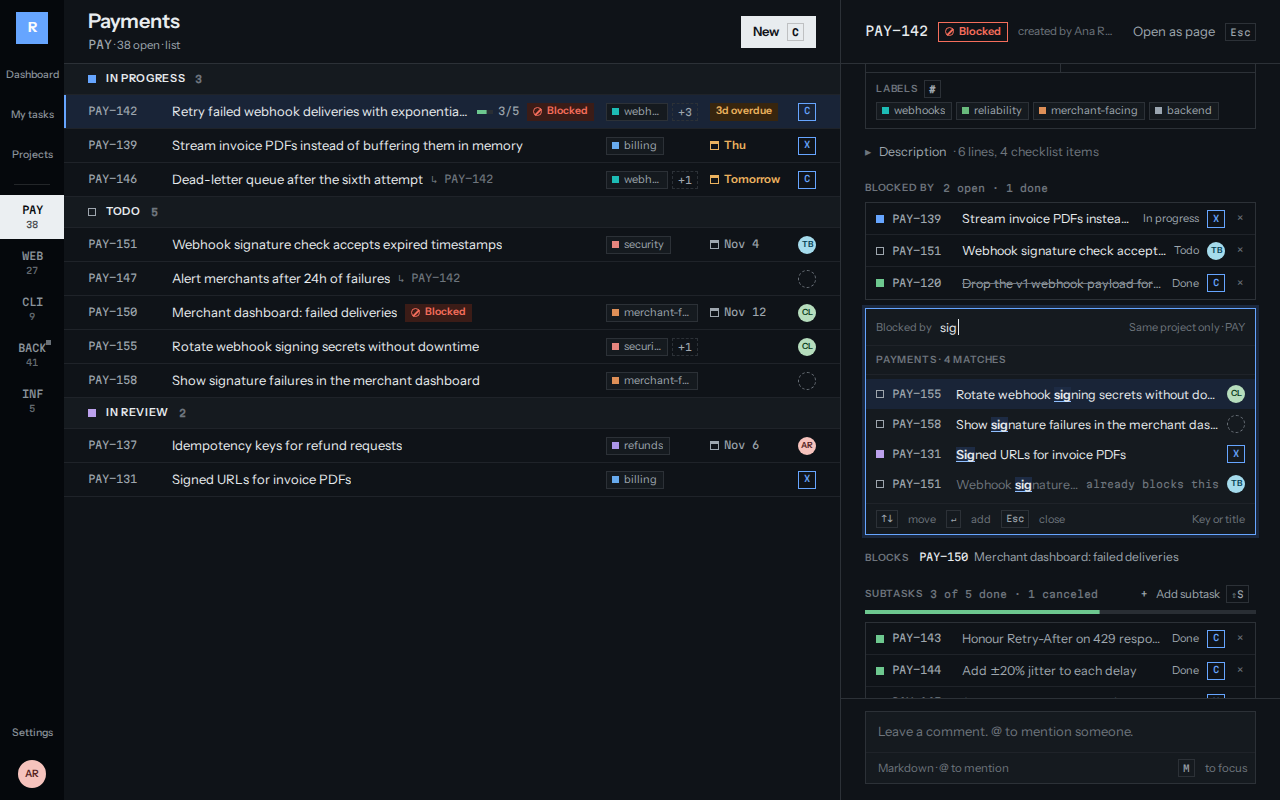 R
Dashboard
My tasks
Projects
PAY
38
WEB
27
CLI
9
BACK
41
INF
5
Settings
AR
Payments
PAY · 38 open · list
New C
IN PROGRESS 3
PAY-142 Retry failed webhook deliveries with exponentia… 3/5 Blocked webh… +3 3d overdue C
PAY-139 Stream invoice PDFs instead of buffering them in memory billing Thu X
PAY-146 Dead-letter queue after the sixth attempt ↳ PAY-142 webh… +1 Tomorrow C
TODO 5
PAY-151 Webhook signature check accepts expired timestamps security Nov 4 TB
PAY-147 Alert merchants after 24h of failures ↳ PAY-142
PAY-150 Merchant dashboard: failed deliveries Blocked merchant-f… Nov 12 CL
PAY-155 Rotate webhook signing secrets without downtime securi… +1 CL
PAY-158 Show signature failures in the merchant dashboard merchant-f…
IN REVIEW 2
PAY-137 Idempotency keys for refund requests refunds Nov 6 AR
PAY-131 Signed URLs for invoice PDFs billing X
PAY-142 Blocked created by Ana R… Open as page Esc
LABELS #
webhooks reliability merchant-facing backend
▸ Description · 6 lines, 4 checklist items
BLOCKED BY 2 open · 1 done
PAY-139 Stream invoice PDFs instea… In progress X ×
PAY-151 Webhook signature check accept… Todo TB ×
PAY-120 Drop the v1 webhook payload for… Done C ×
Blocked by sig Same project only · PAY
PAYMENTS · 4 MATCHES
PAY-155 Rotate webhook signing secrets without do… CL
PAY-158 Show signature failures in the merchant das…
PAY-131 Signed URLs for invoice PDFs X
PAY-151 Webhook signature… already blocks this TB
↑↓ move ↵ add Esc close Key or title
BLOCKS PAY-150 Merchant dashboard: failed deliveries
SUBTASKS 3 of 5 done · 1 canceled + Add subtask ⇧S
PAY-143 Honour Retry-After on 429 respo… Done C ×
PAY-144 Add ±20% jitter to each delay Done C ×
Leave a comment. @ to mention someone.
Markdown · @ to mention M to focus